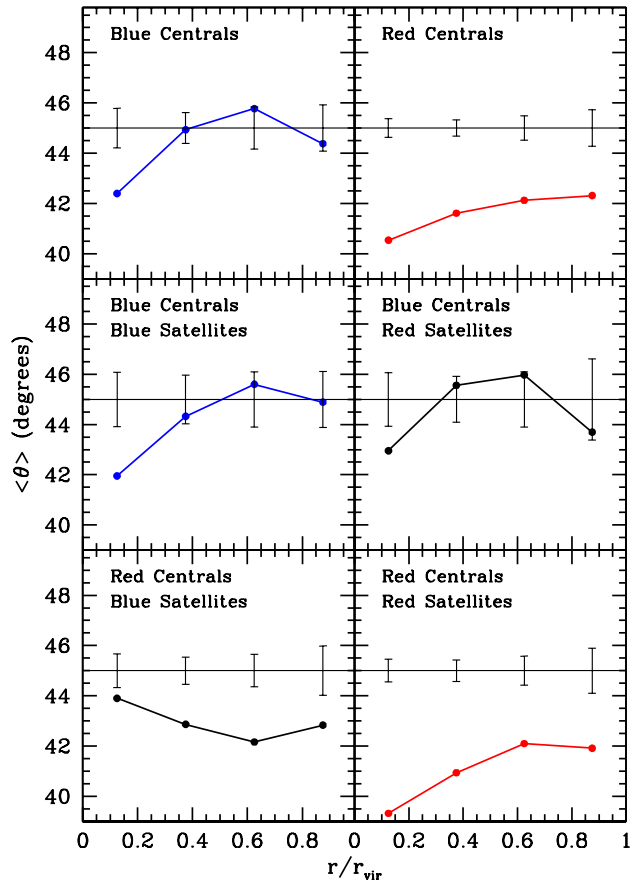 Blue Centrals
Red Centrals
48
46
44
42
40
Blue Centrals
Blue Satellites
Blue Centrals
Red Satellites
48
46
44
42
40
<θ> (degrees)
Red Centrals
Blue Satellites
Red Centrals
Red Satellites
48
46
44
42
40
0 0.2 0.4 0.6 0.8 0 0.2 0.4 0.6 0.8 1
r/r_vir